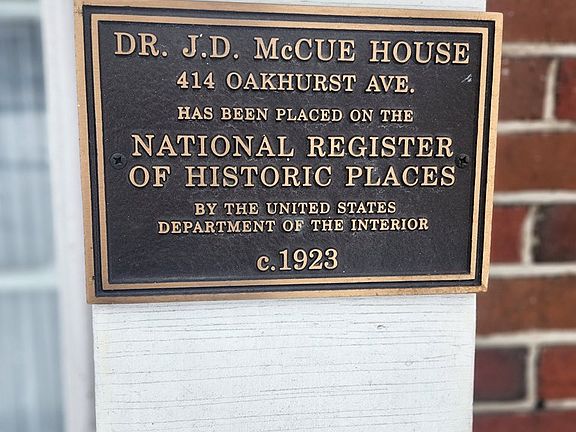 DR. J.D. McCUE HOUSE
414 OAKHURST AVE.
HAS BEEN PLACED ON THE
NATIONAL REGISTER
OF HISTORIC PLACES
BY THE UNITED STATES
DEPARTMENT OF THE INTERIOR
c.1923